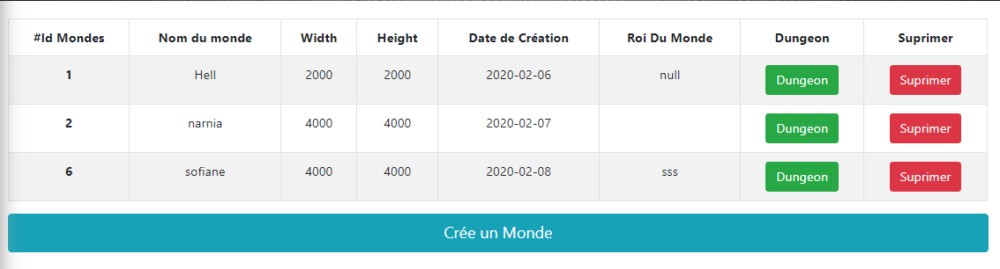 #Id Mondes Nom du monde Width Height Date de Création Roi Du Monde Dungeon Suprimer
1 Hell 2000 2000 2020-02-06 null Dungeon Suprimer
2 narnia 4000 4000 2020-02-07 Dungeon Suprimer
6 sofiane 4000 4000 2020-02-08 sss Dungeon Suprimer
Crée un Monde